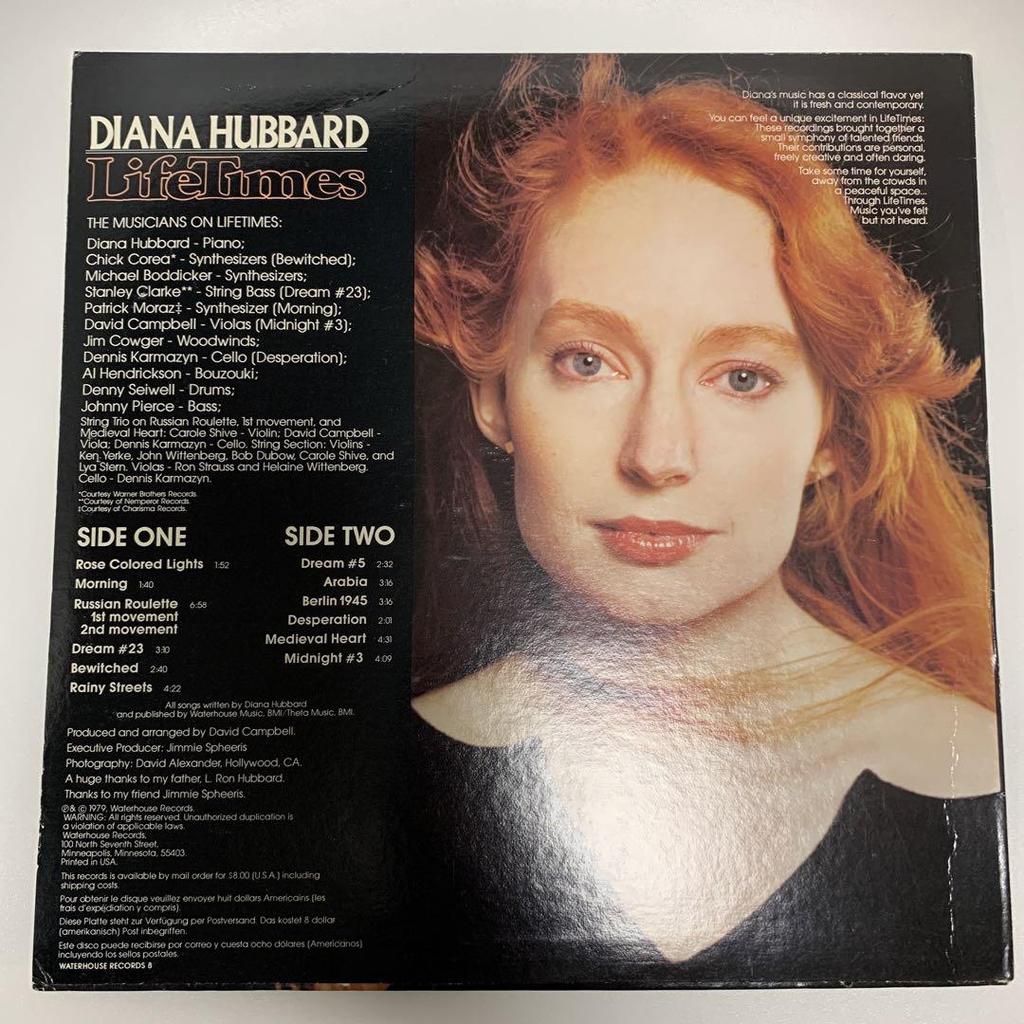 DIANA HUBBARD
LifeTimes
THE MUSICIANS ON LIFETIMES:
Diana Hubbard - Piano;
Chick Corea* - Synthesizers (Bewitched);
Michael Boddicker - Synthesizers;
Stanley Clarke** - String Bass (Dream #23);
Patrick Moraz‡ - Synthesizer (Morning);
David Campbell - Violas (Midnight #3);
Jim Cowger - Woodwinds;
Dennis Karmazyn - Cello (Desperation);
Al Hendrickson - Bouzouki;
Denny Seiwell - Drums;
Johnny Pierce - Bass;
String Trio on Russian Roulette, 1st movement, and
Medieval Heart: Carole Shive - Violin; David Campbell -
Viola; Dennis Karmazyn - Cello. String Section: Violins -
Ken Yerke, John Wittenberg, Bob Dubow, Carole Shive, and
Lya Stern. Violas - Ron Strauss and Helaine Wittenberg.
Cello - Dennis Karmazyn.
*Courtesy Warner Brothers Records.
**Courtesy of Nemperor Records.
‡Courtesy of Charisma Records.
SIDE ONE
Rose Colored Lights 1:52
Morning 1:40
Russian Roulette 6:58
1st movement
2nd movement
Dream #23 3:10
Bewitched 2:40
Rainy Streets 4:22
SIDE TWO
Dream #5 2:32
Arabia 3:16
Berlin 1945 3:16
Desperation 2:01
Medieval Heart 4:31
Midnight #3 4:09
All songs written by Diana Hubbard
and published by Waterhouse Music, BMI/Theta Music, BMI.
Produced and arranged by David Campbell.
Executive Producer: Jimmie Spheeris
Photography: David Alexander, Hollywood, CA.
A huge thanks to my father, L. Ron Hubbard.
Thanks to my friend Jimmie Spheeris.
℗& © 1979, Waterhouse Records.
WARNING: All rights reserved. Unauthorized duplication is
a violation of applicable laws.
Waterhouse Records,
100 North Seventh Street,
Minneapolis, Minnesota, 55403.
Printed in USA.
This records is available by mail order for $8.00 (U.S.A.) including
shipping costs.
Pour obtenir le disque veuillez envoyer huit dollars Americains (les
frais d'expédiation y compris).
Diese Platte steht zur Verfügung per Postversand. Das kostet 8 dollar
(amerikanisch) Post inbegriffen.
Este disco puede recibirse por correo y cuesta ocho dólares (Americanos)
incluyendo los sellos postales.
WATERHOUSE RECORDS 8
Diana's music has a classical flavor yet
it is fresh and contemporary.
You can feel a unique excitement in LifeTimes:
These recordings brought together a
small symphony of talented friends.
Their contributions are personal,
freely creative and often daring.
Take some time for yourself,
away from the crowds in
a peaceful space...
Through LifeTimes.
Music you've felt
but not heard.